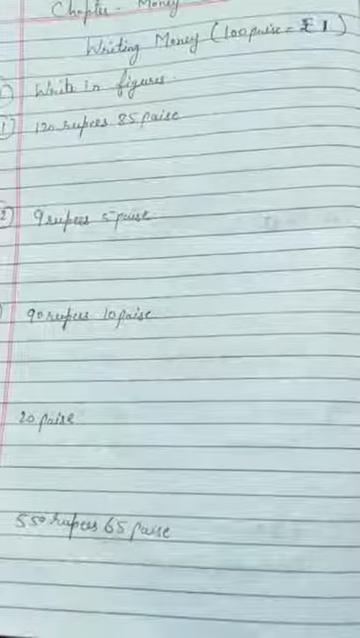 Chapter - Money
Writing Money (100 paise = ₹ 1)
Write in figures.
1) 120 rupees 85 paise
2) 9 rupees 5 paise
90 rupees 10 paise
20 paise
550 rupees 65 paise